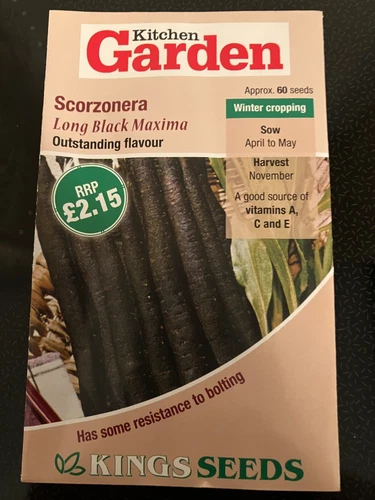 Kitchen
Garden
Approx. 60 seeds
Scorzonera
Long Black Maxima
Outstanding flavour
Winter cropping
Sow
April to May
Harvest
November
A good source of
vitamins A,
C and E
RRP
£2.15
Has some resistance to bolting
KINGS SEEDS